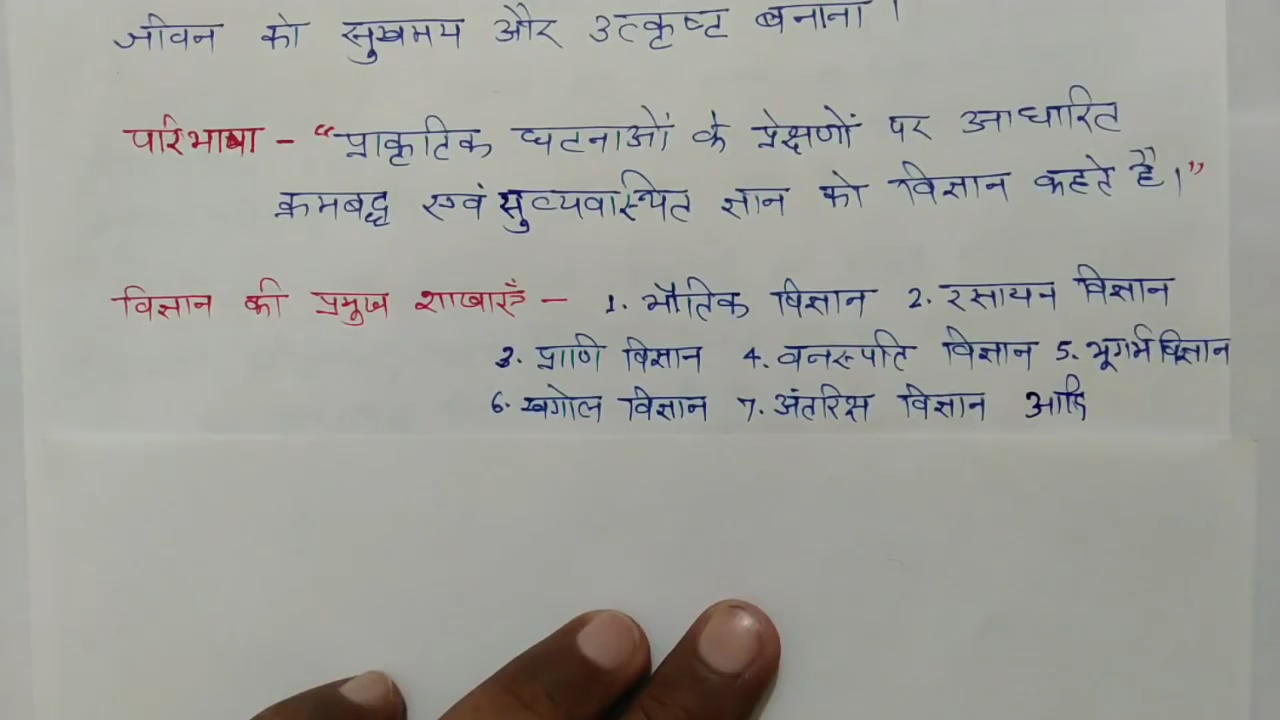 जीवन को सुखमय और उत्कृष्ट बनाना।
परिभाषा - “प्राकृतिक घटनाओं के प्रेक्षणों पर आधारित
क्रमबद्ध एवं सुव्यवास्थित ज्ञान को विज्ञान कहते है।”
विज्ञान की प्रमुख शाखाएँ - 1. भौतिक विज्ञान 2. रसायन विज्ञान
3. प्राणि विज्ञान 4. वनस्पति विज्ञान 5. भूगर्भ विज्ञान
6. खगोल विज्ञान 7. अंतरिक्ष विज्ञान आदि